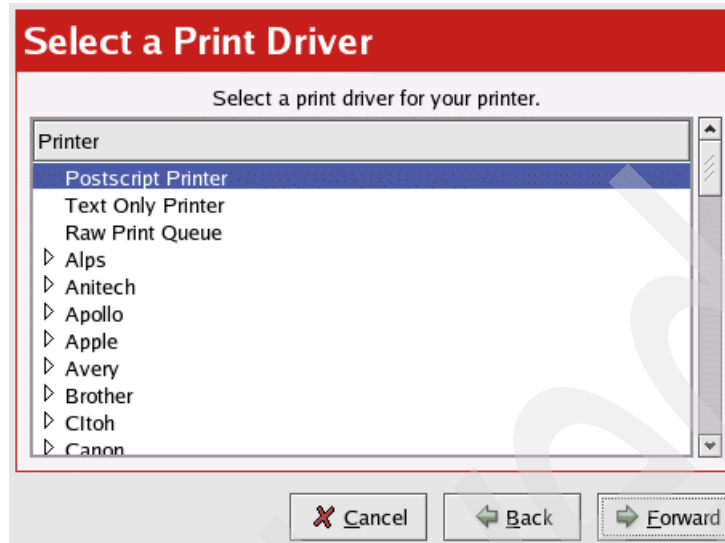 Select a Print Driver
Select a print driver for your printer.
Printer
Postscript Printer
Text Only Printer
Raw Print Queue
Alps
Anitech
Apollo
Apple
Avery
Brother
CItoh
Canon
Cancel
Back
Forward